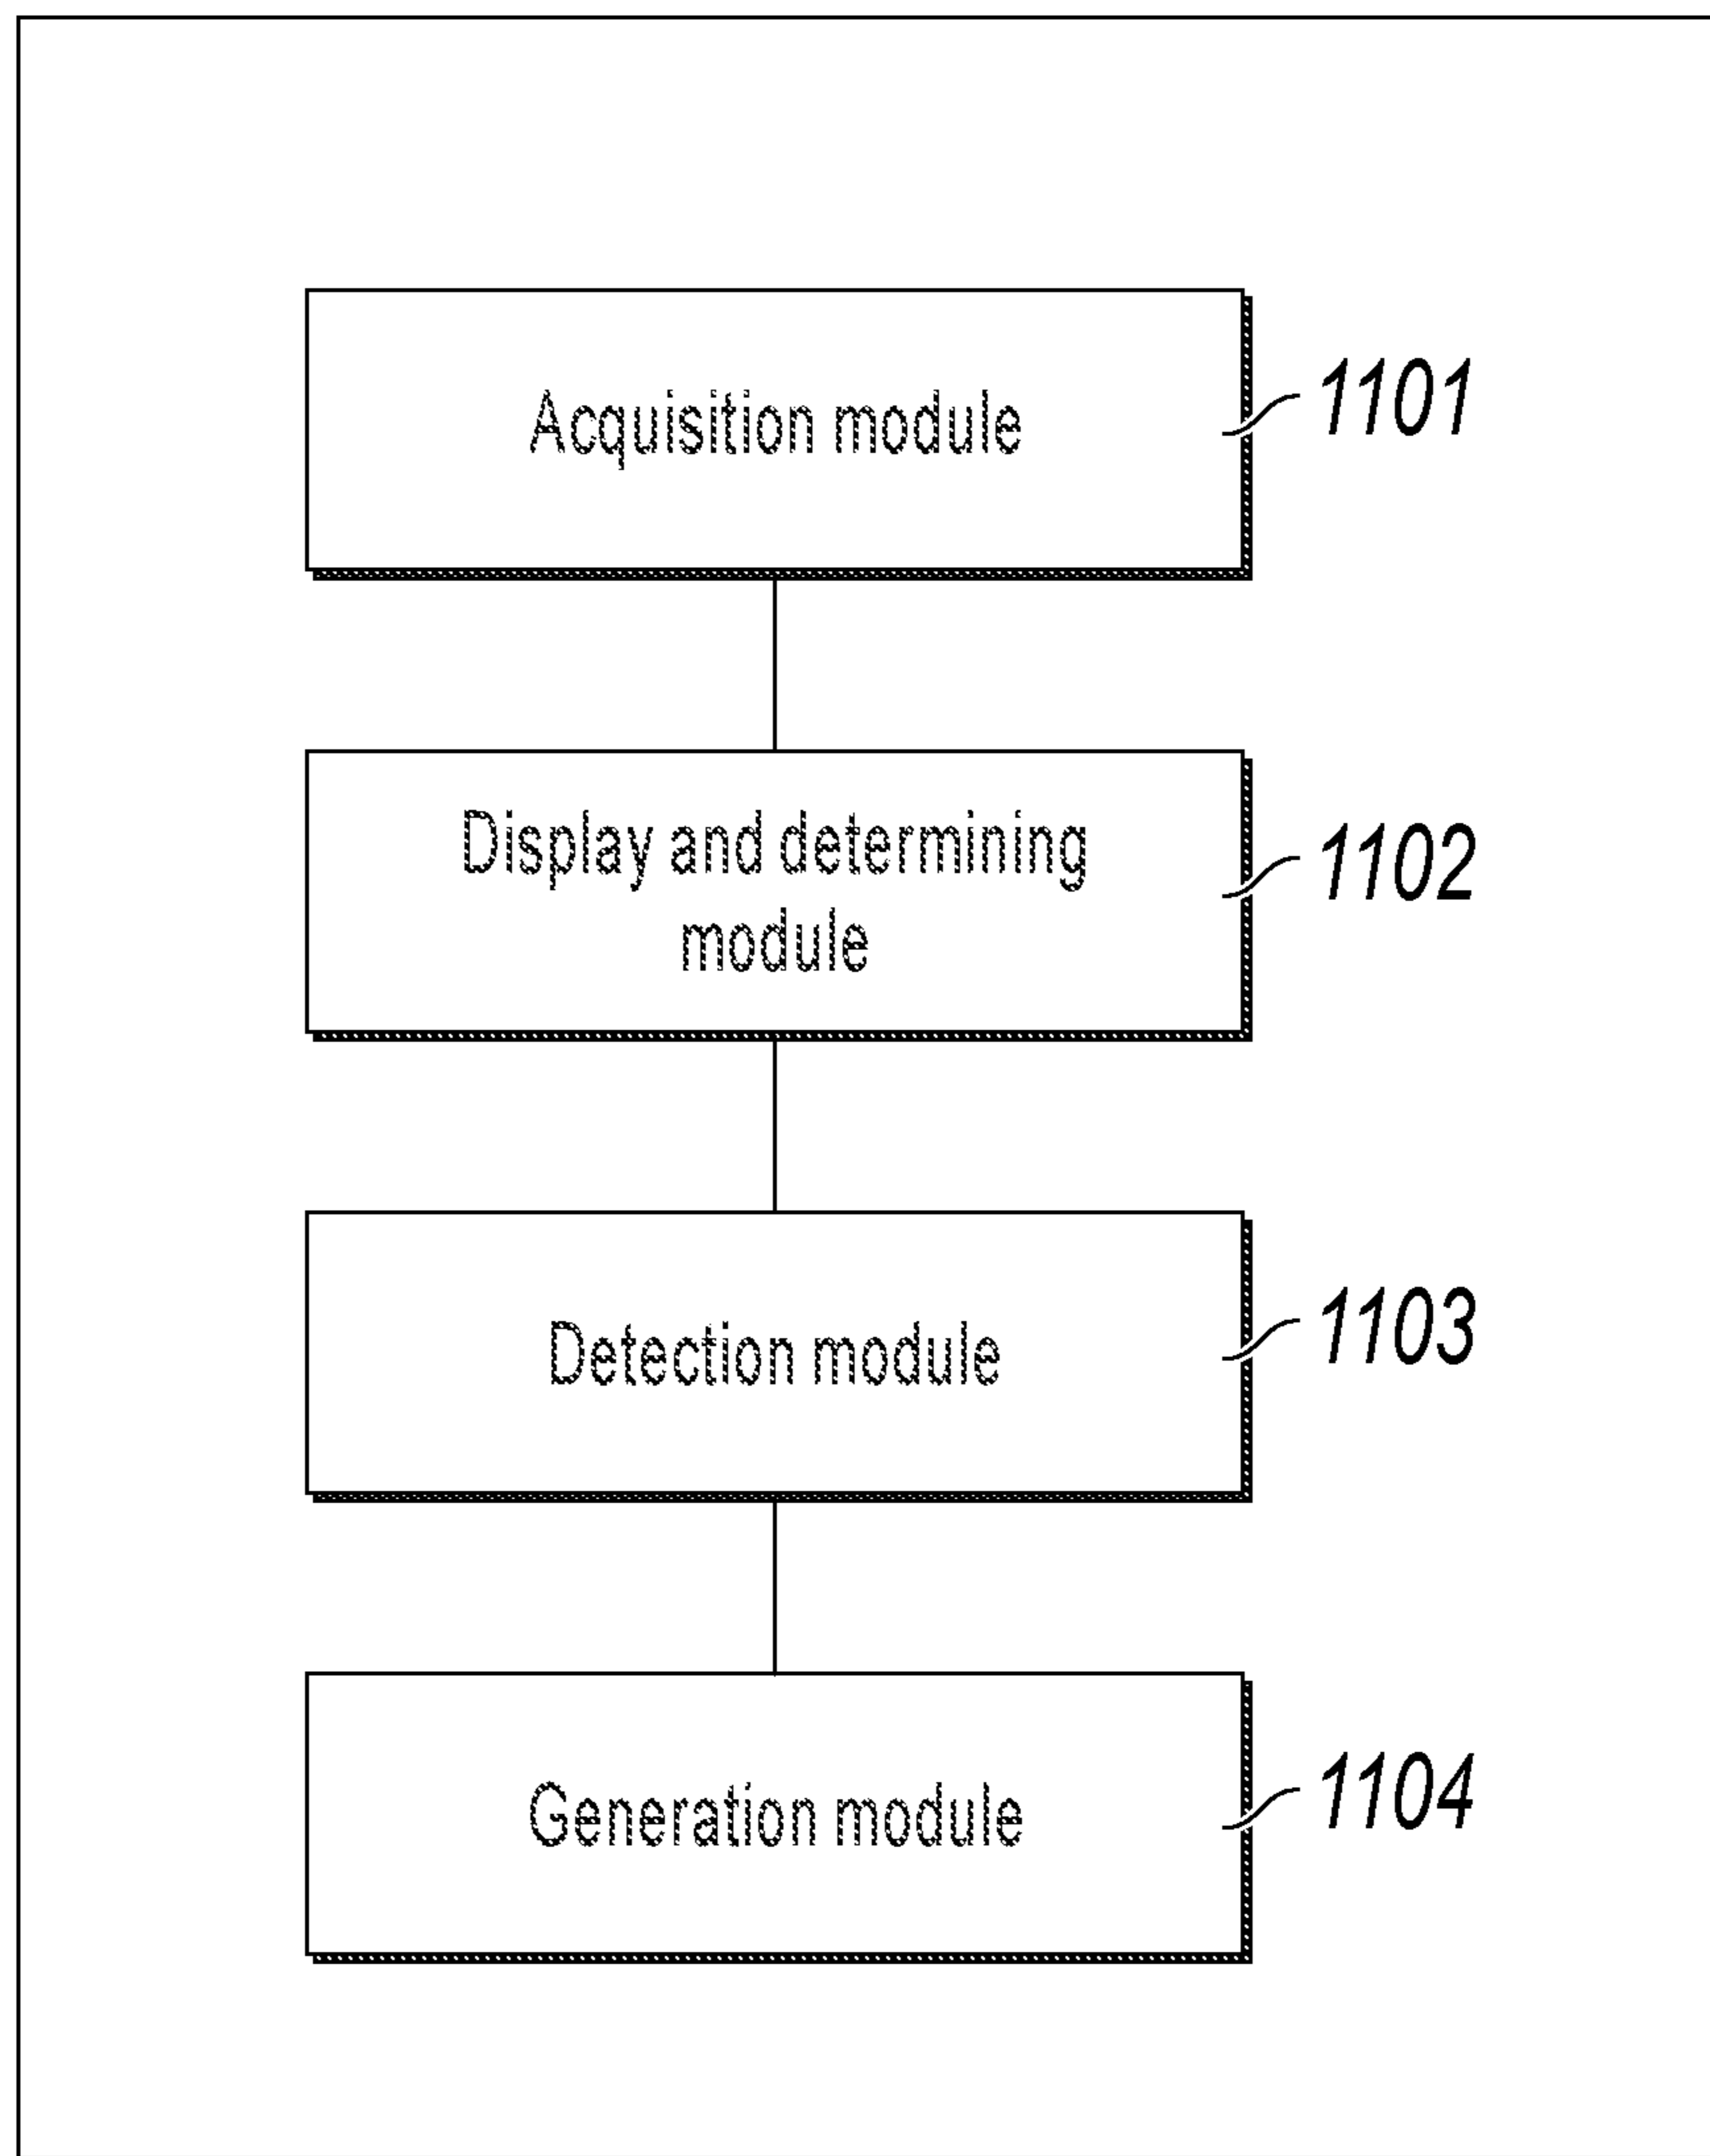 Acquisition module
1101
Display and determining
module
1102
Detection module
1103
Generation module
1104